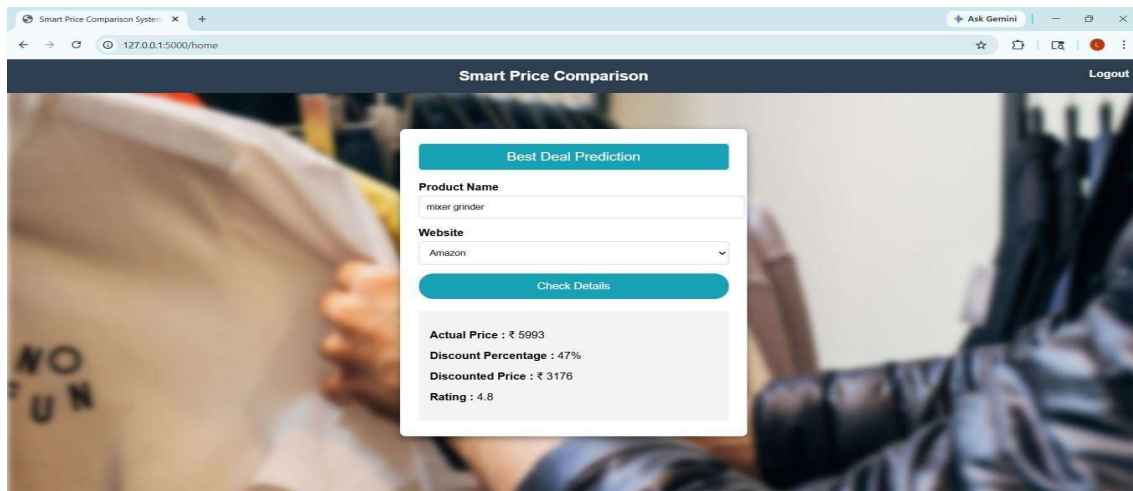 Smart Price Comparison System
Ask Gemini
127.0.0.1:5000/home
L
Smart Price Comparison
Logout
Best Deal Prediction
Product Name
mixer grinder
Website
Amazon
Check Details
Actual Price : ₹ 5993
Discount Percentage : 47%
Discounted Price : ₹ 3176
Rating : 4.8
NO
FUN